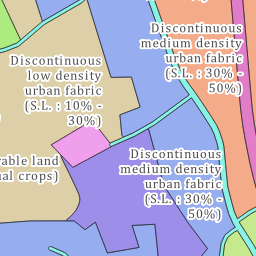 Discontinuous
medium density
urban fabric
(S.L. : 30% -
50%)
Discontinuous
low density
urban fabric
(S.L. : 10% -
30%)
Discontinuous
medium density
urban fabric
(S.L. : 30% -
50%)
rable land
ual crops)